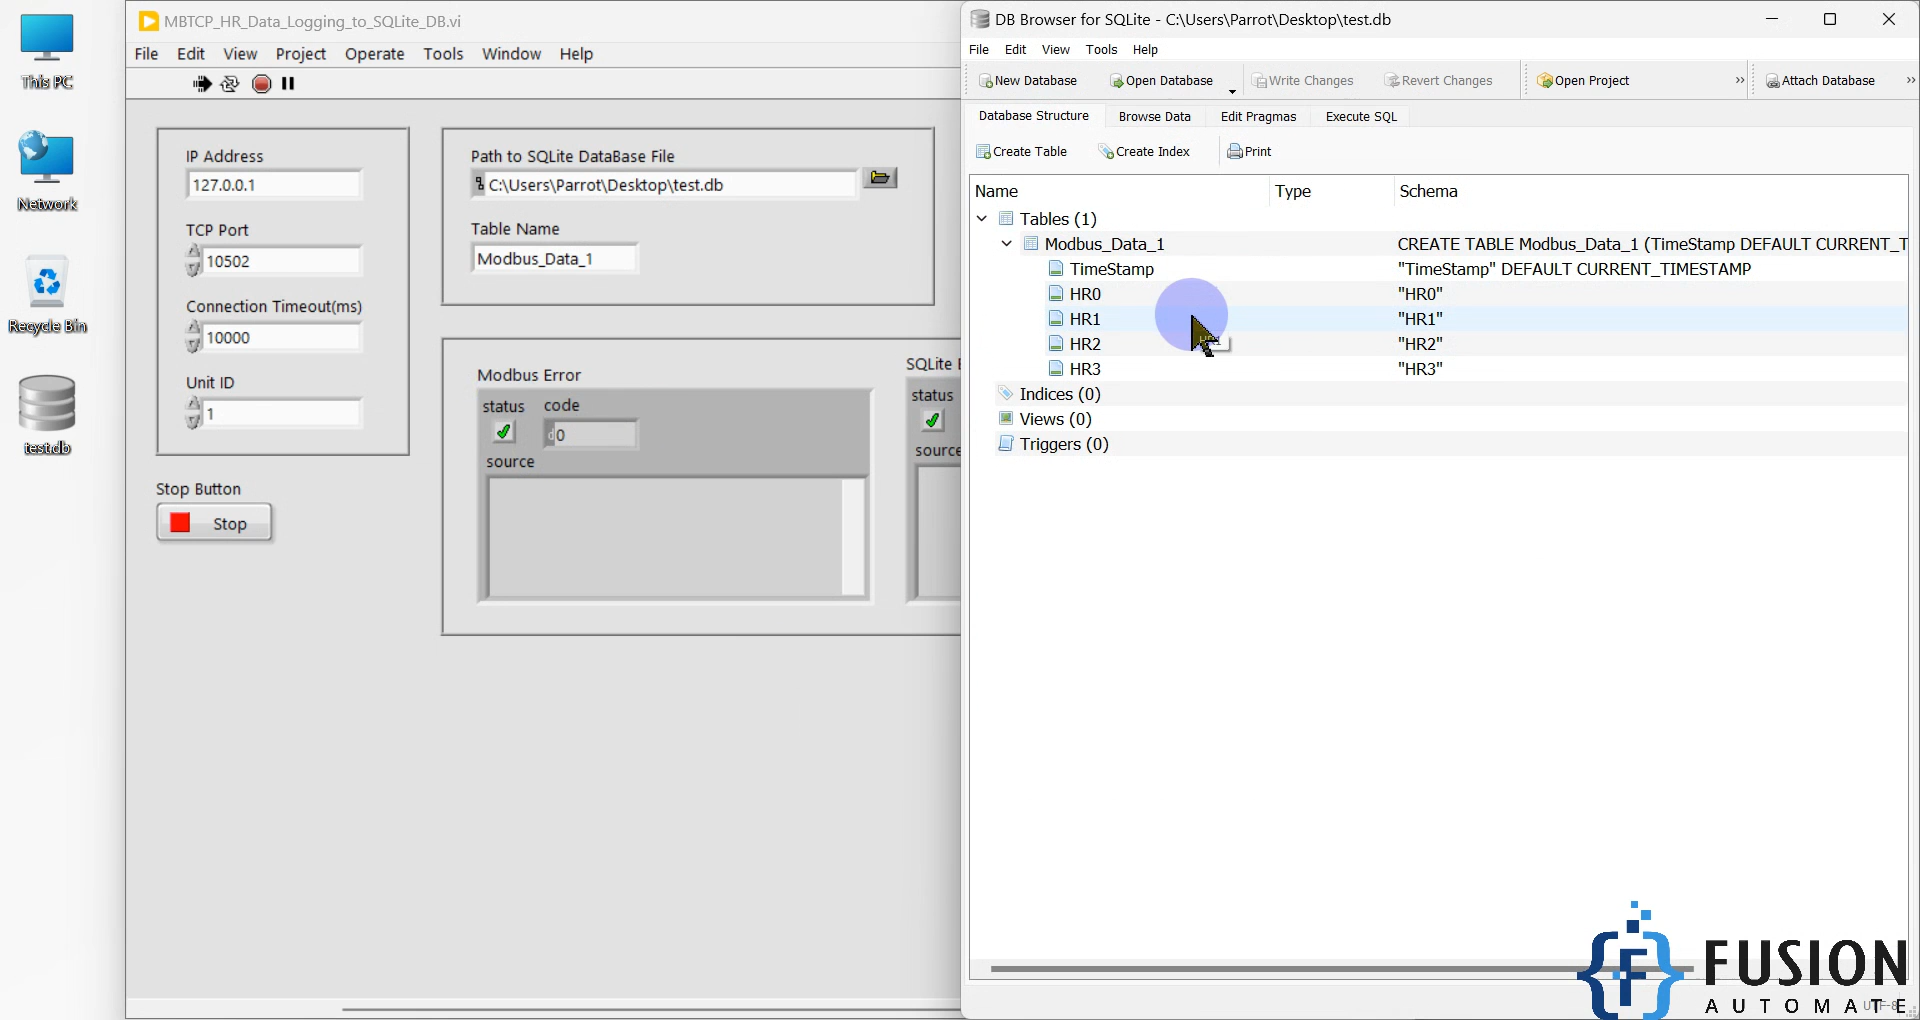 This PC
Network
Recycle Bin
test.db
MBTCP_HR_Data_Logging_to_SQLite_DB.vi
File Edit View Project Operate Tools Window Help
IP Address
127.0.0.1
TCP Port
10502
Connection Timeout(ms)
10000
Unit ID
1
Stop Button
Stop
Path to SQLite DataBase File
C:\Users\Parrot\Desktop\test.db
Table Name
Modbus_Data_1
Modbus Error
status code
d 0
source
SQLite
status
source
DB Browser for SQLite - C:\Users\Parrot\Desktop\test.db
File Edit View Tools Help
New Database Open Database Write Changes Revert Changes Open Project » Attach Database »
Database Structure Browse Data Edit Pragmas Execute SQL
Create Table Create Index Print
Name Type Schema
Tables (1)
Modbus_Data_1 CREATE TABLE Modbus_Data_1 (TimeStamp DEFAULT CURRENT_T
TimeStamp "TimeStamp" DEFAULT CURRENT_TIMESTAMP
HR0 "HR0"
HR1 "HR1"
HR2 "HR2"
HR3 "HR3"
Indices (0)
Views (0)
Triggers (0)
FUSION
AUTOMATE